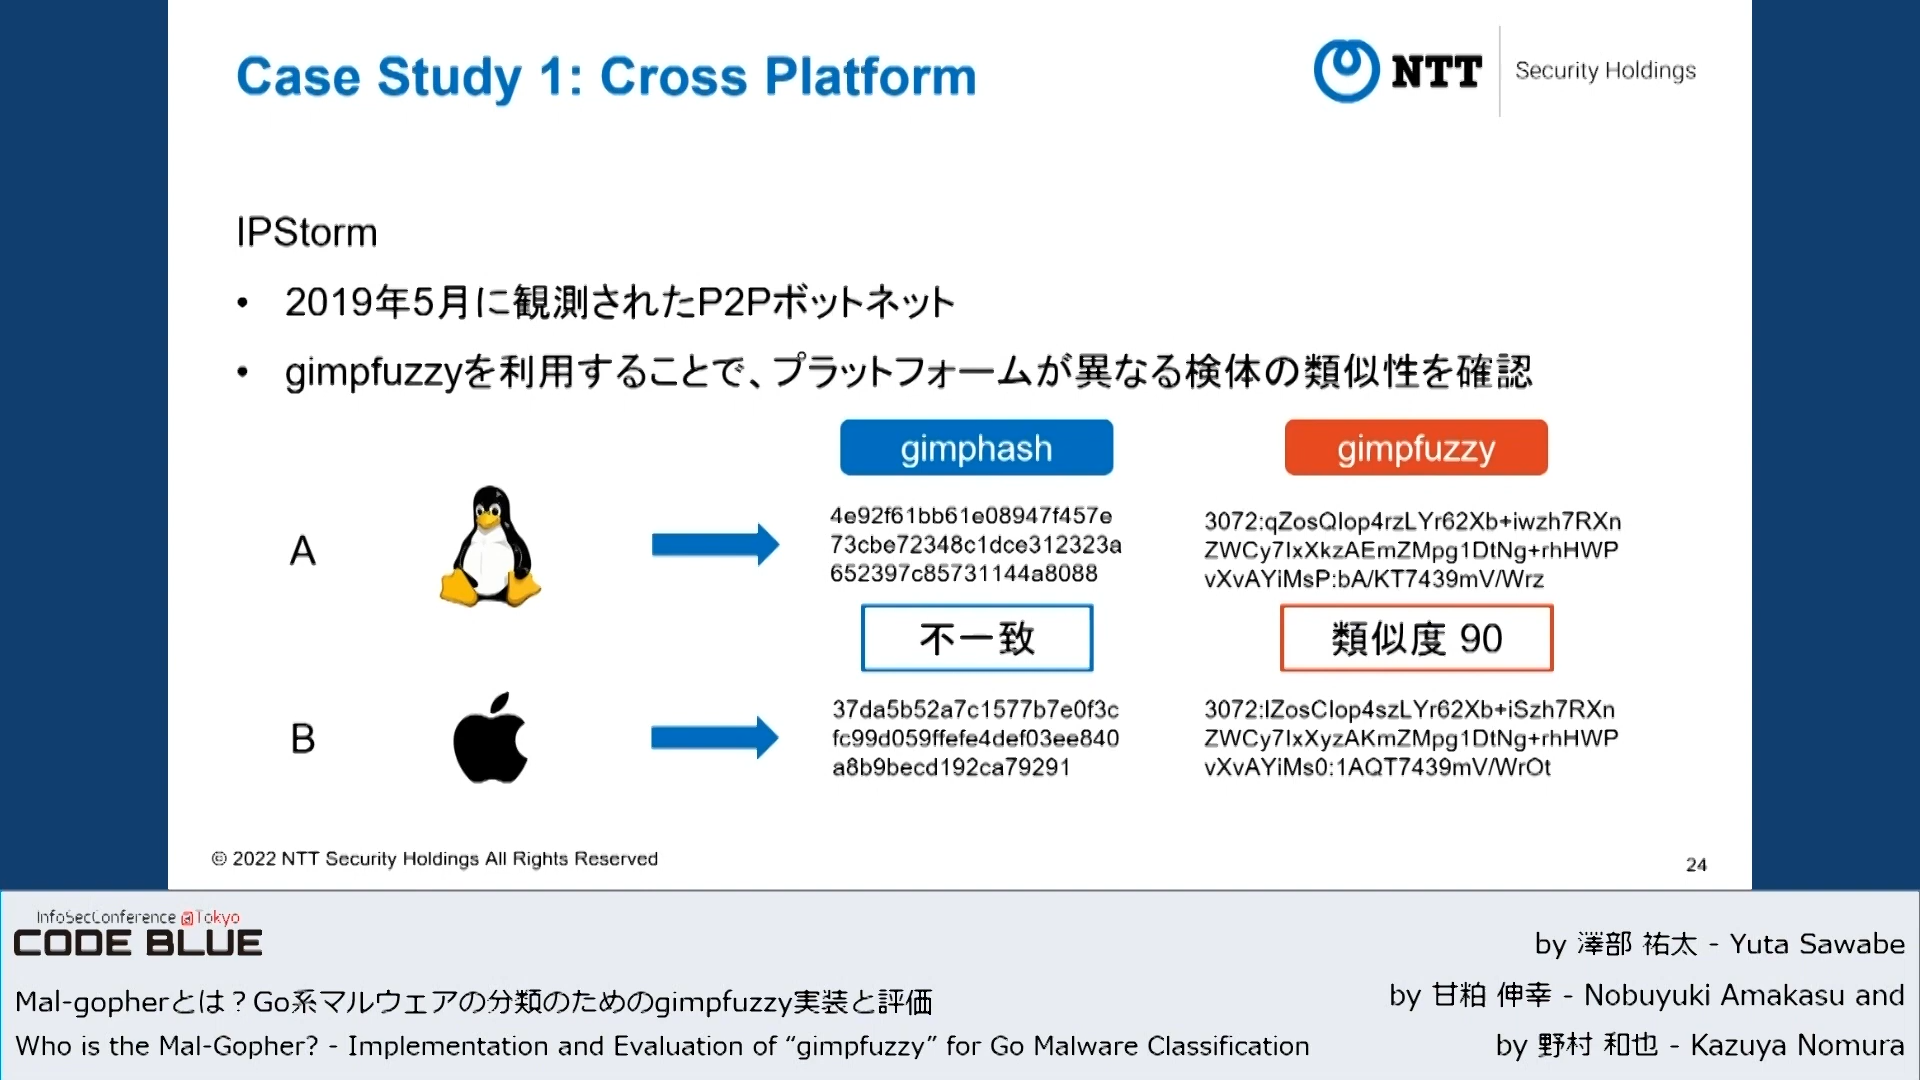 Case Study 1: Cross Platform
NTT Security Holdings
IPStorm
• 2019年5月に観測されたP2Pボットネット
• gimpfuzzyを利用することで、プラットフォームが異なる検体の類似性を確認
gimphash
gimpfuzzy
A
4e92f61bb61e08947f457e
73cbe72348c1dce312323a
652397c85731144a8088
3072:qZosQIop4rzLYr62Xb+iwzh7RXn
ZWCy7IxXkzAEmZMpg1DtNg+rhHWP
vXvAYiMsP:bA/KT7439mV/Wrz
不一致
類似度 90
B
37da5b52a7c1577b7e0f3c
fc99d059ffefe4def03ee840
a8b9becd192ca79291
3072:lZosCIop4szLYr62Xb+iSzh7RXn
ZWCy7IxXyzAKmZMpg1DtNg+rhHWP
vXvAYiMs0:1AQT7439mV/WrOt
© 2022 NTT Security Holdings All Rights Reserved
24
InfoSecConference @Tokyo
CODE BLUE
Mal-gopherとは？Go系マルウェアの分類のためのgimpfuzzy実装と評価
Who is the Mal-Gopher? - Implementation and Evaluation of “gimpfuzzy” for Go Malware Classification
by 澤部 祐太 - Yuta Sawabe
by 甘粕 伸幸 - Nobuyuki Amakasu and
by 野村 和也 - Kazuya Nomura